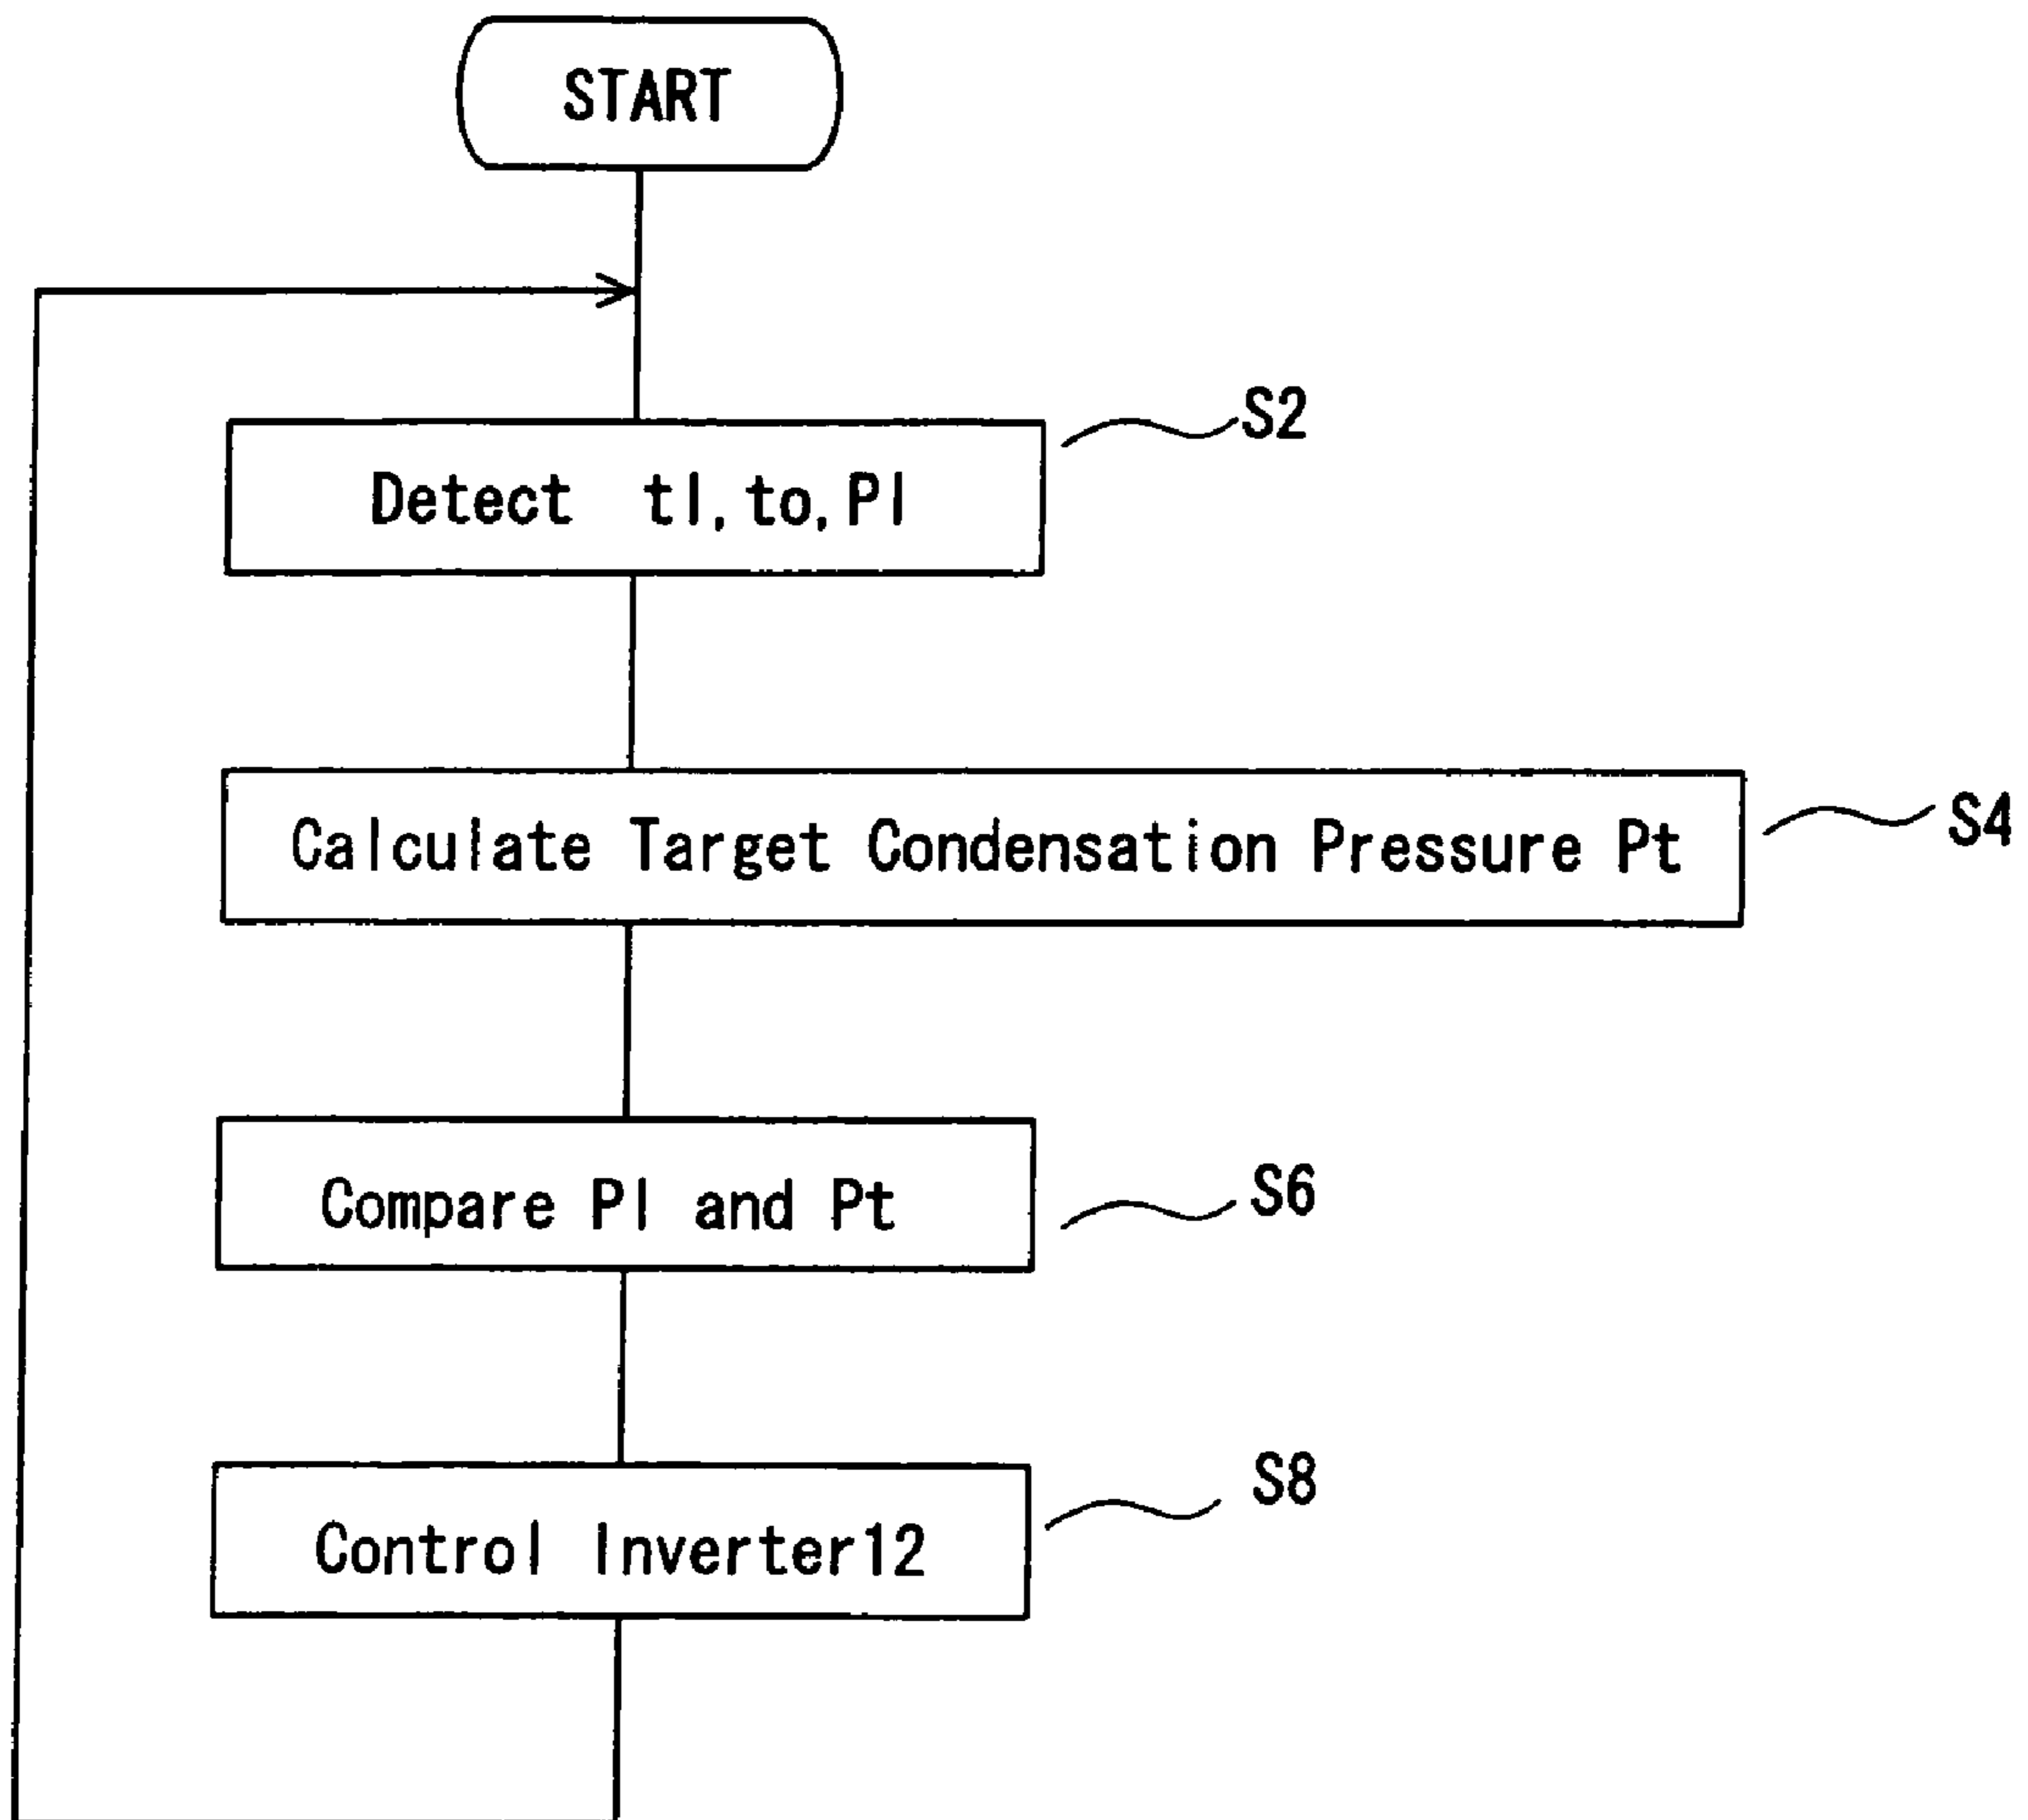 START
S2
Detect tl,to,Pl
Calculate Target Condensation Pressure Pt
S4
Compare Pl and Pt
S6
S8
Control Inverter12